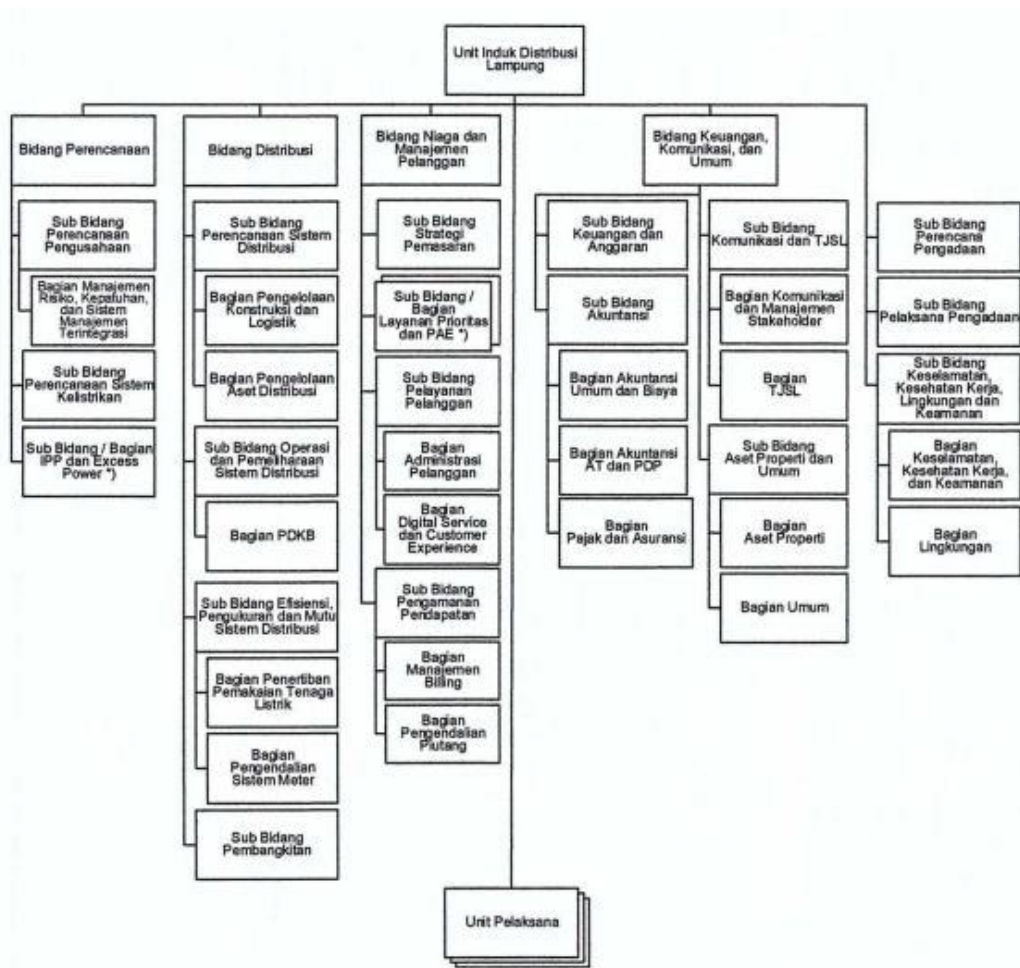 Unit Induk Distribusi
Lampung
Bidang Perencanaan
Sub Bidang
Perencanaan
Pengusahaan
Bagian Manajemen
Risiko, Kepatuhan,
dan Sistem
Manajemen
Terintegrasi
Sub Bidang
Perencanaan Sistem
Kelistrikan
Sub Bidang / Bagian
IPP dan Excess
Power *)
Bidang Distribusi
Sub Bidang
Perencanaan Sistem
Distribusi
Bagian Pengelolaan
Konstruksi dan
Logistik
Bagian Pengelolaan
Aset Distribusi
Sub Bidang Operasi
dan Pemeliharaan
Sistem Distribusi
Bagian PDKB
Sub Bidang Efisiensi,
Pengukuran dan Mutu
Sistem Distribusi
Bagian Penertiban
Pemakaian Tenaga
Listrik
Bagian
Pengendalian
Sistem Meter
Sub Bidang
Pembangkitan
Bidang Niaga dan
Manajemen
Pelanggan
Sub Bidang
Strategi
Pemasaran
Sub Bidang /
Bagian
Layanan Prioritas
dan PAE *)
Sub Bidang
Pelayanan
Pelanggan
Bagian
Administrasi
Pelanggan
Bagian
Digital Service
dan Customer
Experience
Sub Bidang
Pengamanan
Pendapatan
Bagian
Manajemen
Billing
Bagian
Pengendalian
Piutang
Bidang Keuangan,
Komunikasi, dan
Umum
Sub Bidang
Keuangan dan
Anggaran
Sub Bidang
Akuntansi
Bagian Akuntansi
Umum dan Biaya
Bagian Akuntansi
AT dan PDP
Bagian
Pajak dan Asuransi
Sub Bidang
Komunikasi dan TJSL
Bagian Komunikasi
dan Manajemen
Stakeholder
Bagian
TJSL
Sub Bidang
Aset Properti dan
Umum
Bagian
Aset Properti
Bagian Umum
Sub Bidang
Perencana
Pengadaan
Sub Bidang
Pelaksana Pengadaan
Sub Bidang
Keselamatan,
Kesehatan Kerja,
Lingkungan dan
Keamanan
Bagian
Keselamatan,
Kesehatan Kerja,
dan Keamanan
Bagian
Lingkungan
Unit Pelaksana